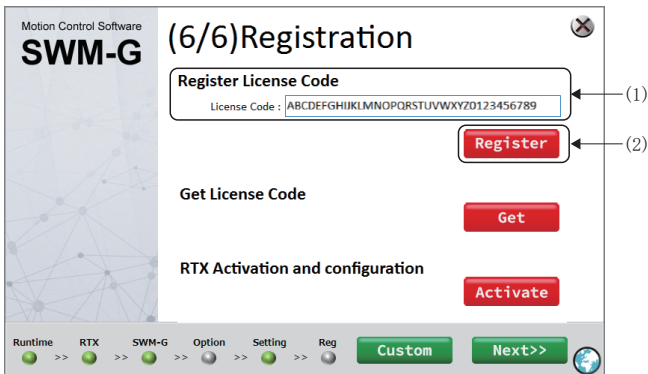 Motion Control Software
SWM-G
(6/6)Registration
Register License Code
License Code : ABCDEFGHIJKLMNOPQRSTUVWXYZ0123456789
(1)
Register
(2)
Get License Code
Get
RTX Activation and configuration
Activate
Runtime RTX SWM-G Option Setting Reg
>> >> >> >> >>
Custom
Next>>